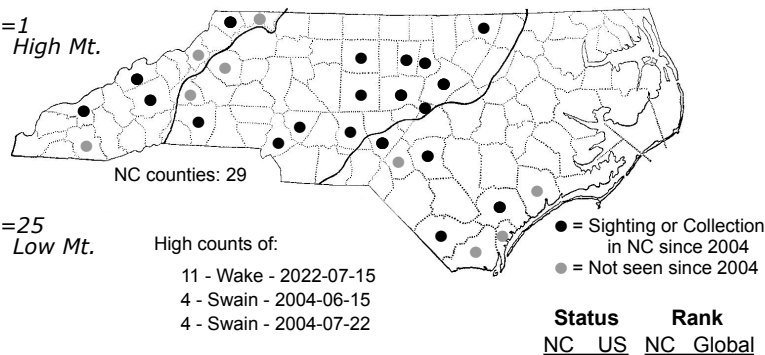 =1
High Mt.
NC counties: 29
=25
Low Mt.
High counts of:
11 - Wake - 2022-07-15
4 - Swain - 2004-06-15
4 - Swain - 2004-07-22
= Sighting or Collection
in NC since 2004
= Not seen since 2004
Status Rank
NC US NC Global